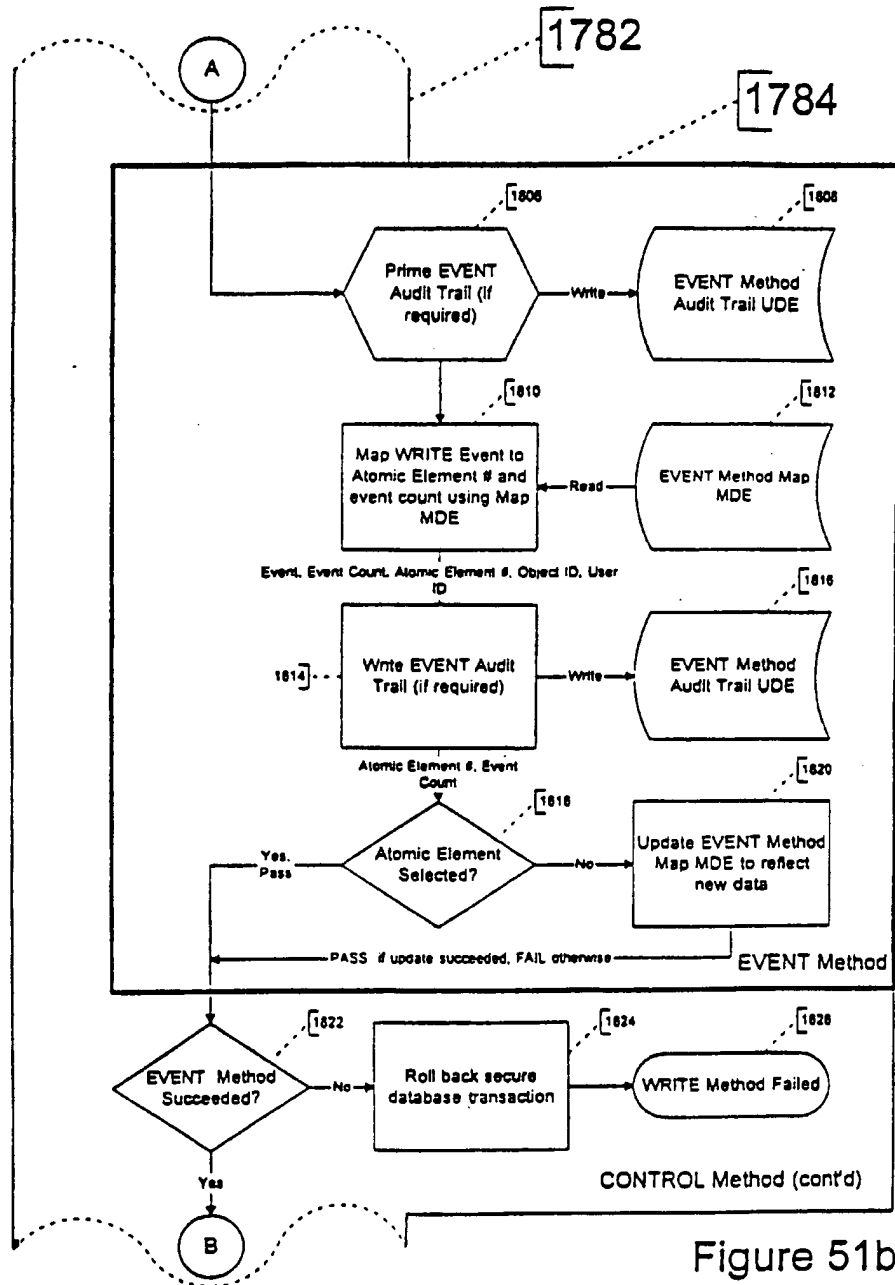 A
1782
1784
1806
1808
Prime EVENT
Audit Trail (if
required)
Write
EVENT Method
Audit Trail UDE
1810
1812
Map WRITE Event to
Atomic Element # and
event count using Map
MDE
Read
EVENT Method Map
MDE
Event, Event Count, Atomic Element #, Object ID, User
ID
1816
1814
Write EVENT Audit
Trail (if required)
Write
EVENT Method
Audit Trail UDE
Atomic Element #, Event
Count
1818
1820
Yes,
Pass
Atomic Element
Selected?
No
Update EVENT Method
Map MDE to reflect
new data
PASS if update succeeded, FAIL otherwise
EVENT Method
1822
1824
1826
EVENT Method
Succeeded?
No
Roll back secure
database transaction
WRITE Method Failed
Yes
CONTROL Method (cont'd)
B
Figure 51b